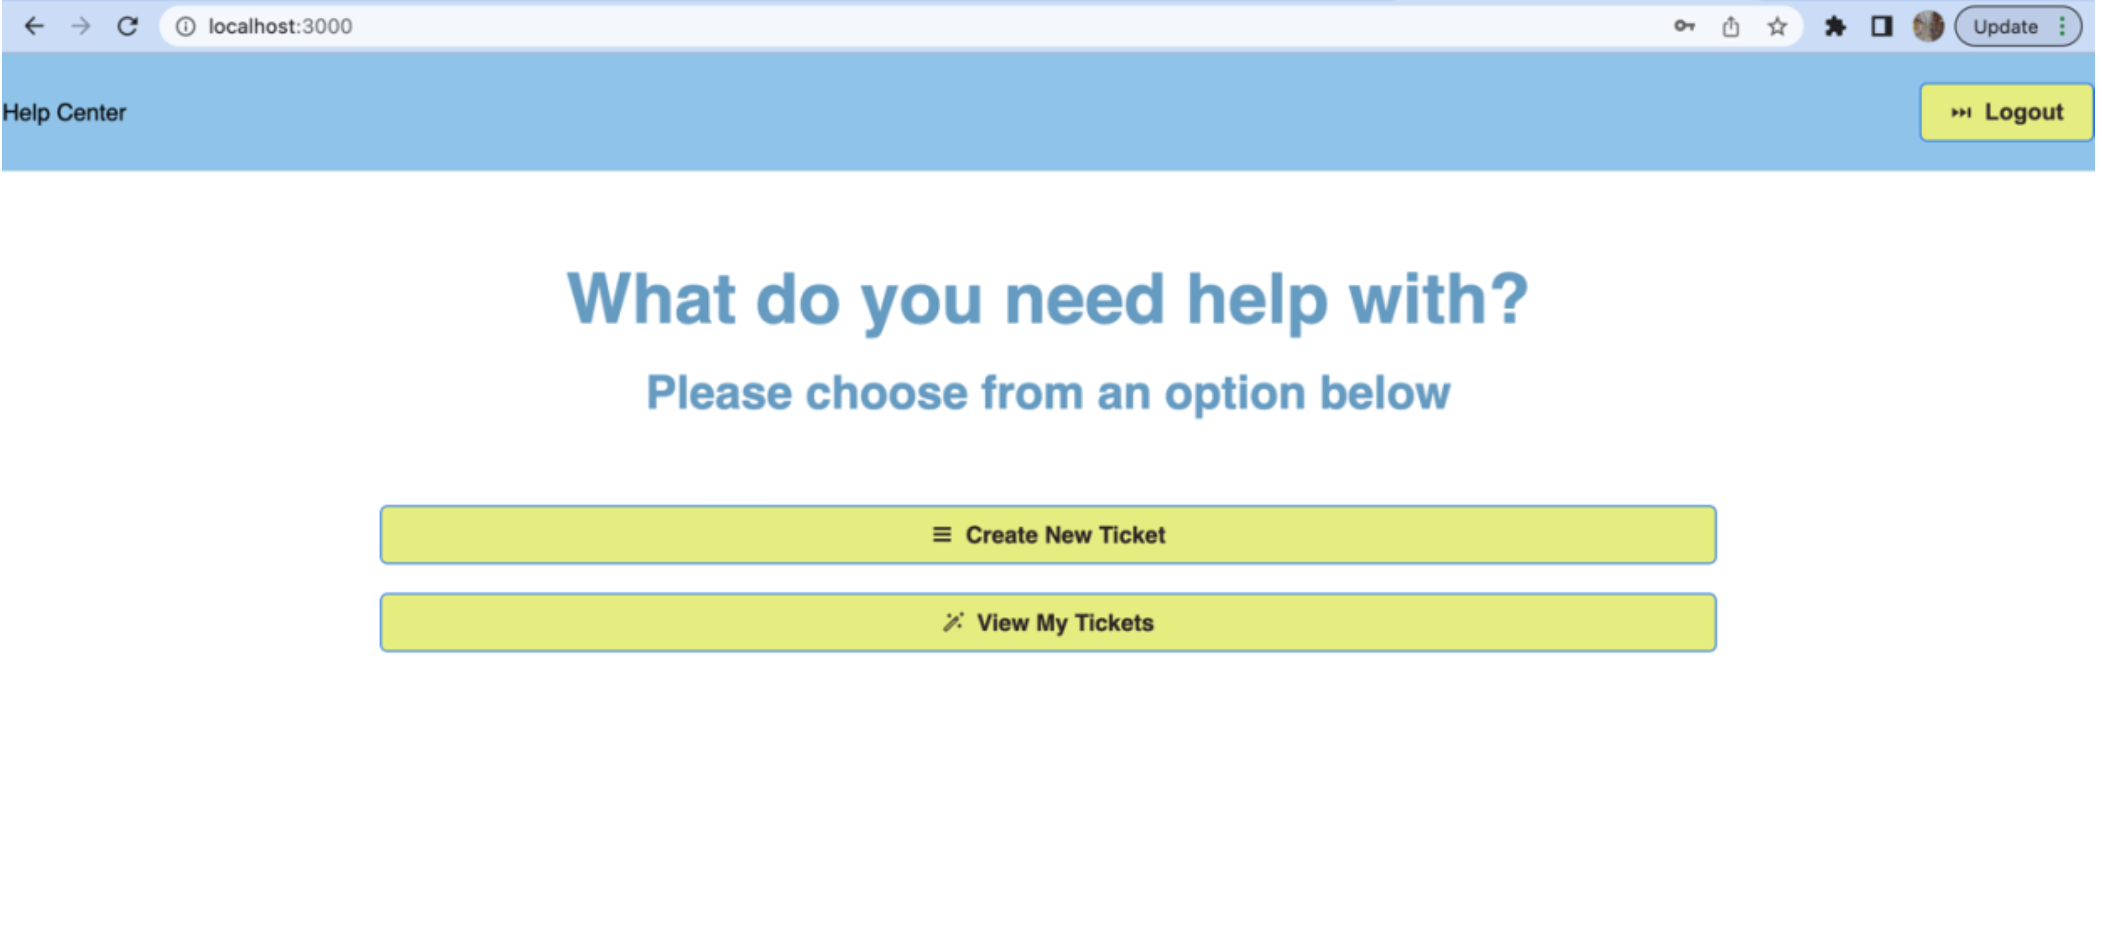 localhost:3000
Update
Help Center
Logout
What do you need help with?
Please choose from an option below
Create New Ticket
View My Tickets